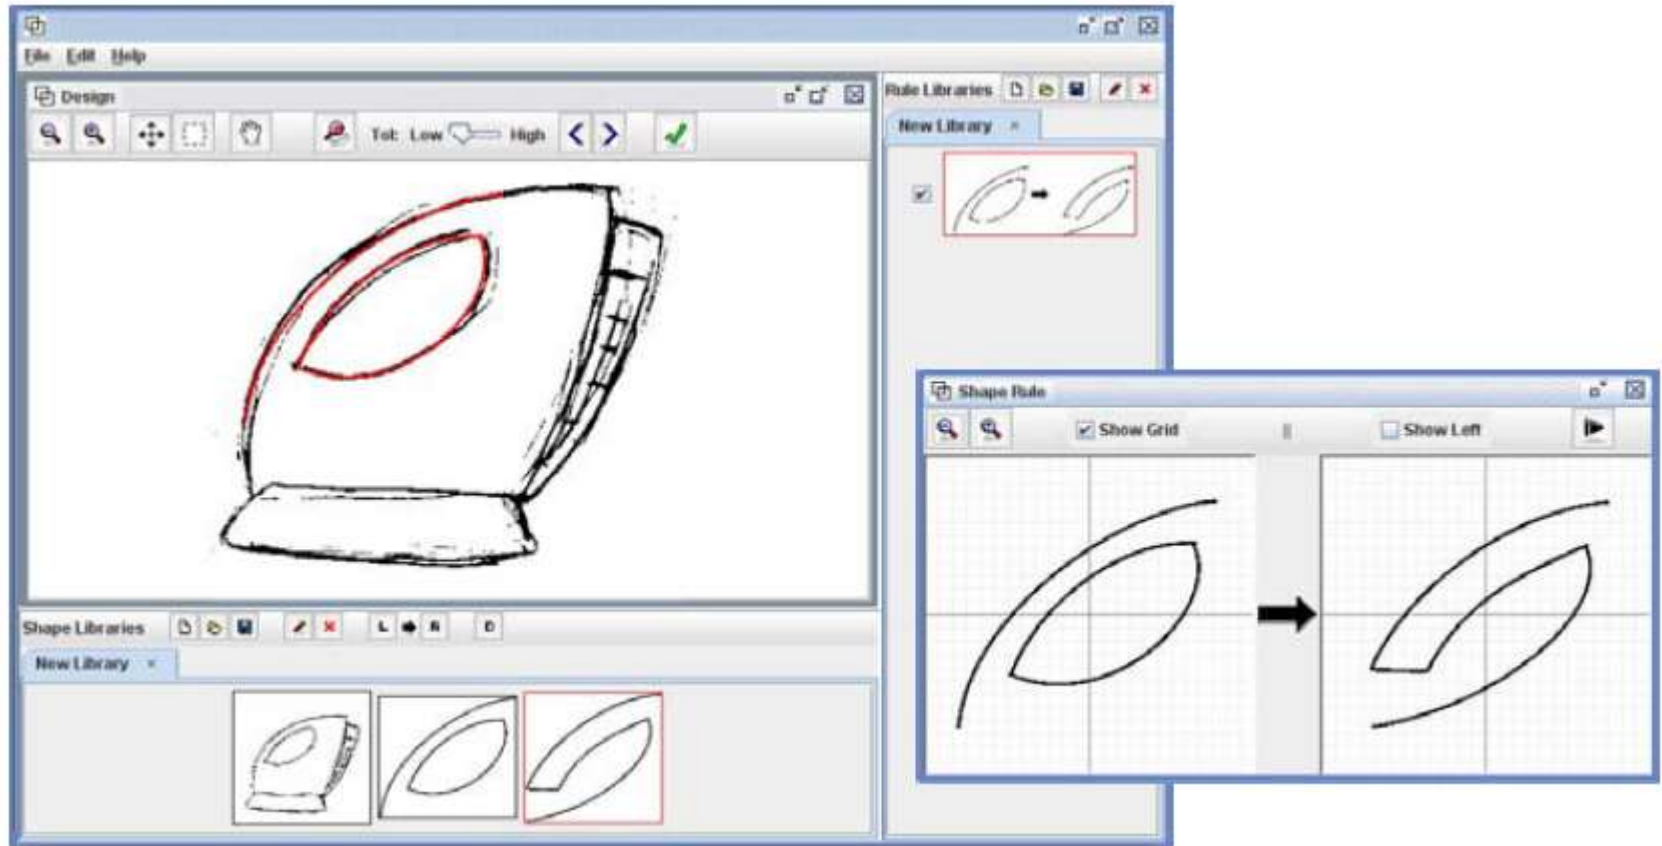 File Edit Help
Design
Tol: Low High
Rule Libraries
New Library ×
Shape Rule
Show Grid
Show Left
Shape Libraries L R D
New Library ×